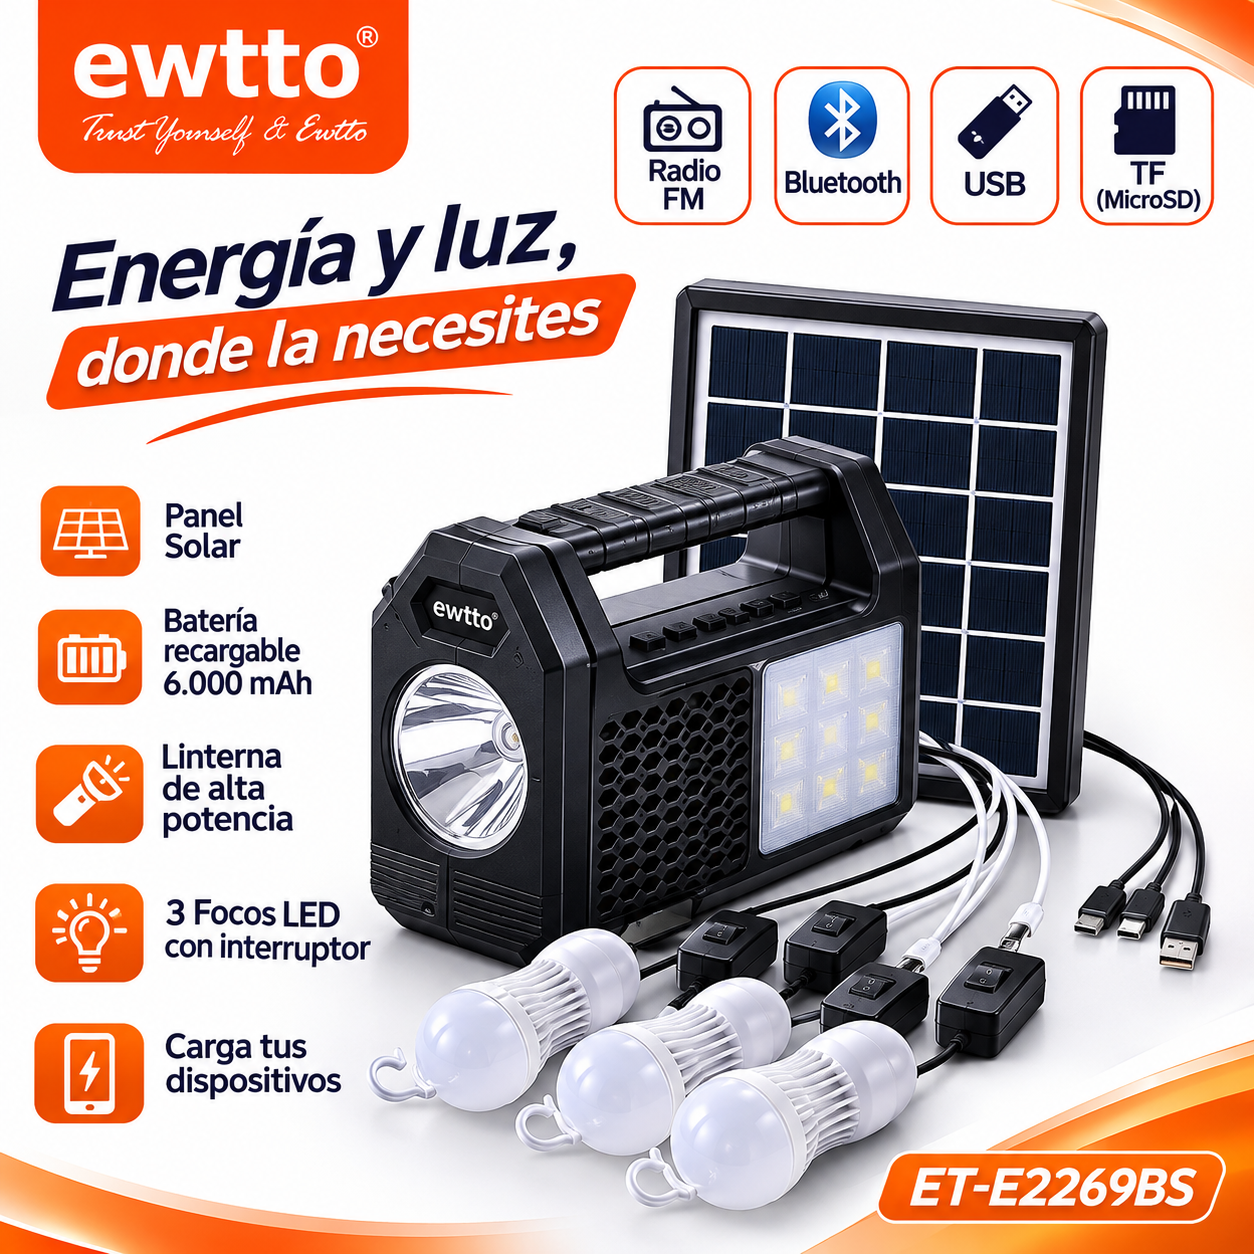 ewtto®
Trust Yourself & Ewtto
Radio
FM
Bluetooth
USB
TF
(MicroSD)
Energía y luz,
donde la necesites
Panel
Solar
Batería
recargable
6.000 mAh
Linterna
de alta
potencia
3 Focos LED
con interruptor
Carga tus
dispositivos
ewtto®
ET-E2269BS